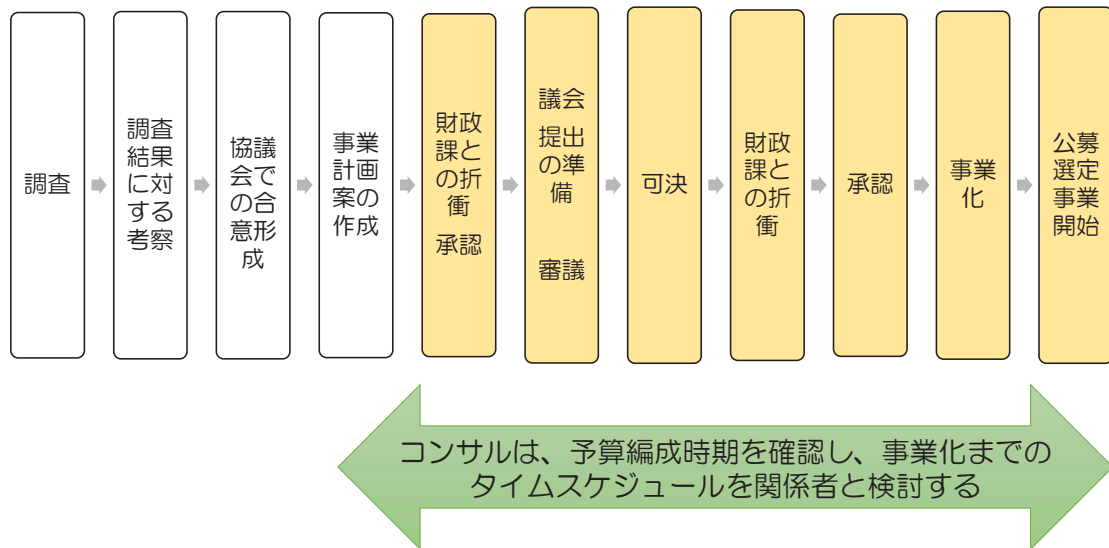 調査
調査
結果
に対
する
考察
協議
会で
の合
意形
成
事業
計画
案の
作成
財政
課と
の折
衝
承認
議会
提出
の準
備
審議
可決
財政
課と
の折
衝
承認
事業
化
公募
選定
事業
開始
コンサルは、予算編成時期を確認し、事業化までの
タイムスケジュールを関係者と検討する